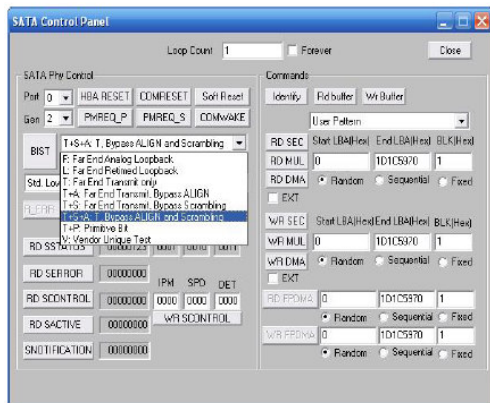 SATA Control Panel
Loop Count 1 Forever Close
SATA Phy Control
Port 0 HBA RESET COMRESET Soft Reset
Gen 2 PMREQ_P PMREQ_S COMWAKE
BIST T+S+A: T, Bypass ALIGN and Scrambling
F: Far End Analog Loopback
L: Far End Retimed Loopback
T: Far End Transmit only
T+A: Far End Transmit, Bypass ALIGN
T+S: Far End Transmit, Bypass Scrambling
T+S+A: T, Bypass ALIGN and Scrambling
T+P: Primitive Bit
V: Vendor Unique Test
Std. Low
RD SSTATUS 00000123 0001 0010 0011
RD SERROR 00000000
IPM SPD DET
RD SCONTROL 00000000 0000 0000 0000
WR SCONTROL
RD SACTIVE 00000000
SNOTIFICATION 00000000
Commands
Identify Rd buffer Wr Buffer
User Pattern
RD SEC Start LBA(Hex) End LBA(Hex) BLK(Hex)
RD MUL 0 1D1C5970 1
RD DMA Random Sequential Fixed
EXT
WR SEC Start LBA(Hex) End LBA(Hex) BLK(Hex)
WR MUL 0 1D1C5970 1
WR DMA Random Sequential Fixed
EXT
RD FPDMA 0 1D1C5970 1
Random Sequential Fixed
WR FPDMA 0 1D1C5970 1
Random Sequential Fixed